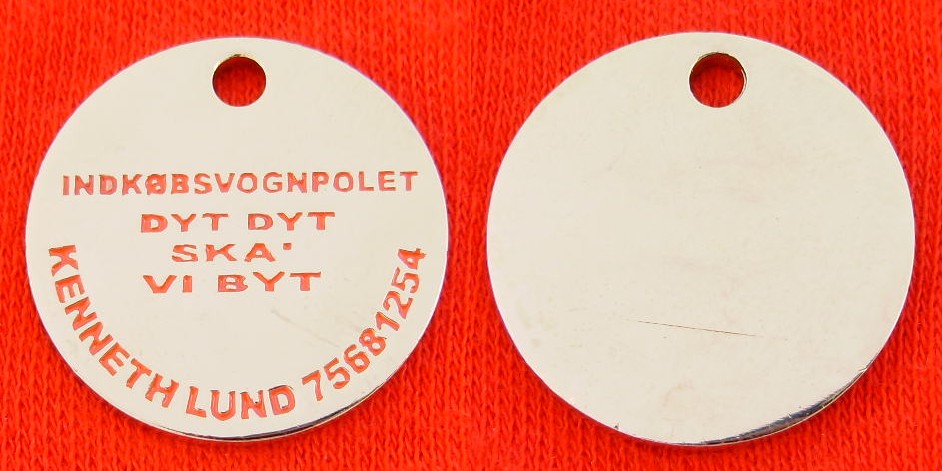 INDKØBSVOGNPOLET
DYT DYT
SKA'
VI BYT
KENNETH LUND 75681254